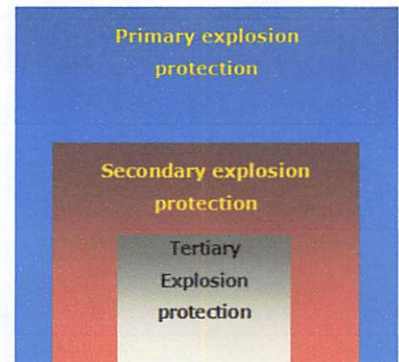 Primary explosion
protection
Secondary explosion
protection
Tertiary
Explosion
protection